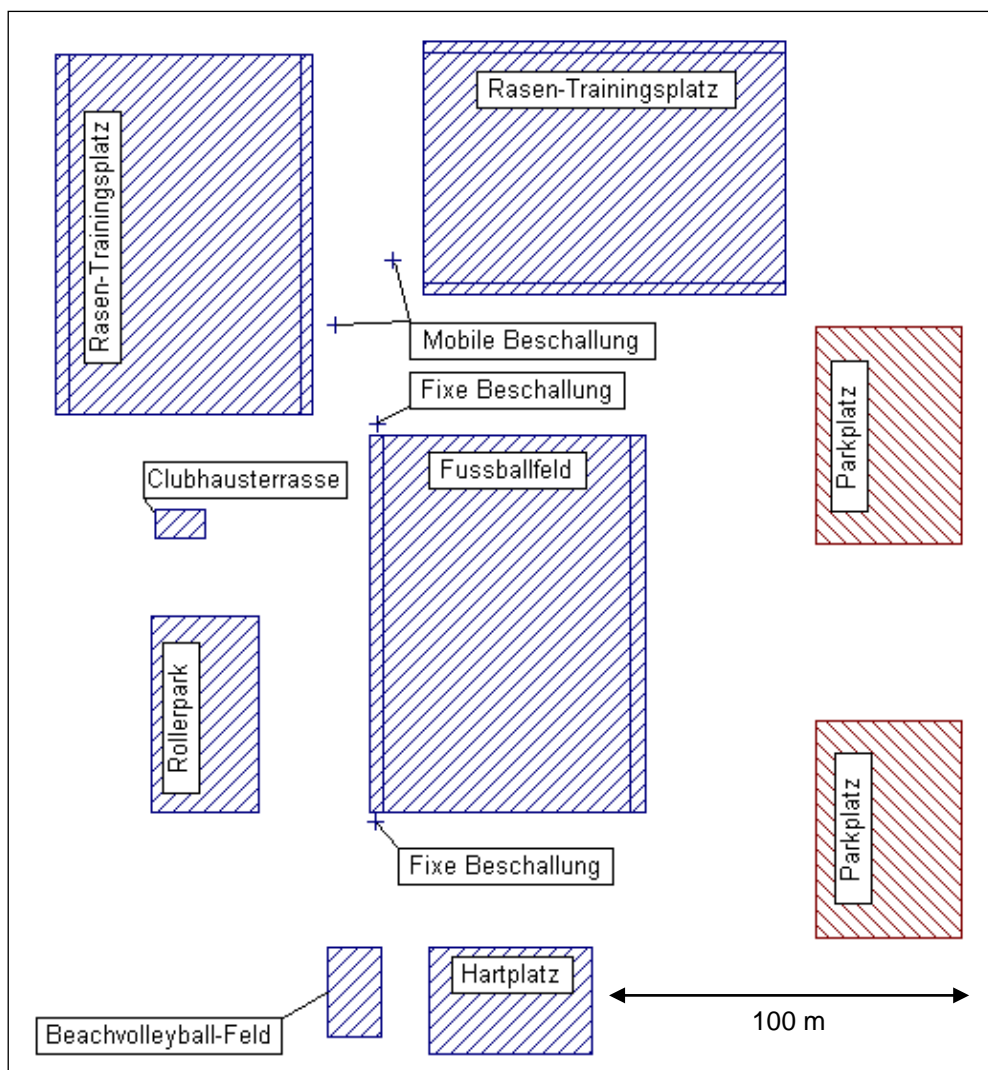 Rasen-Trainingsplatz
Rasen-Trainingsplatz
Mobile Beschallung
Fixe Beschallung
Parkplatz
Fussballfeld
Clubhausterrasse
Rollerpark
Parkplatz
Fixe Beschallung
Hartplatz
100 m
Beachvolleyball-Feld